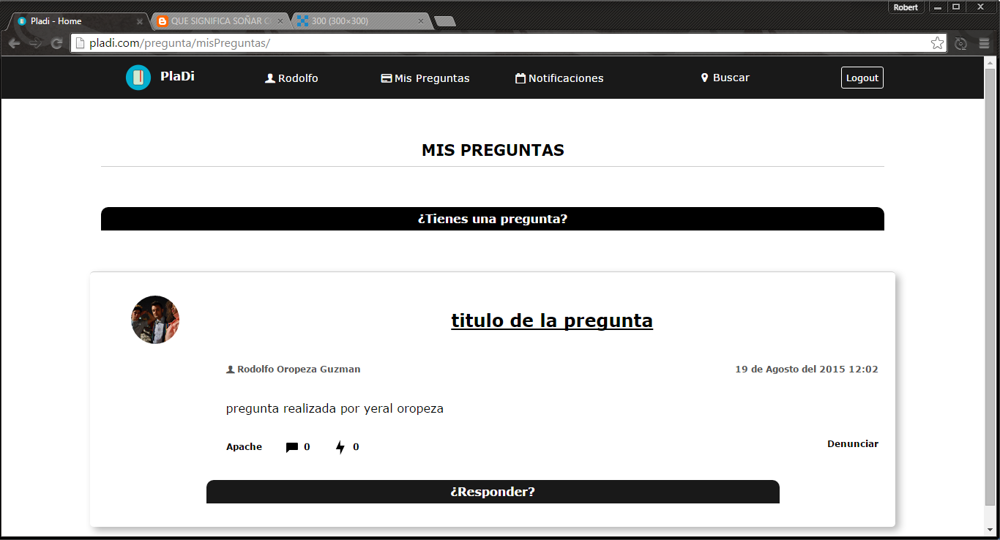 Robert
Pladi - Home
QUE SIGNIFICA SOÑAR C
300 (300×300)
pladi.com/pregunta/misPreguntas/
PlaDi
Rodolfo
Mis Preguntas
Notificaciones
Buscar
Logout
MIS PREGUNTAS
¿Tienes una pregunta?
titulo de la pregunta
Rodolfo Oropeza Guzman
19 de Agosto del 2015 12:02
pregunta realizada por yeral oropeza
Apache
0
0
Denunciar
¿Responder?